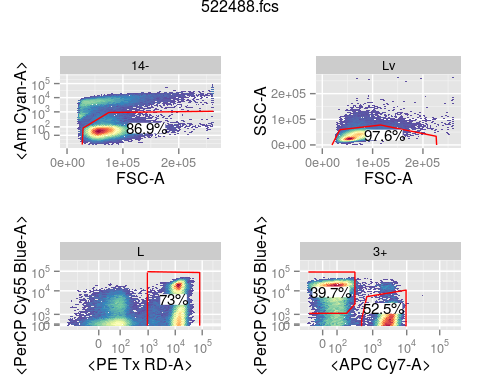 522488.fcs
14-
<Am Cyan-A>
10^5
10^4
10^3
10^2
0
86.9%
0e+00 1e+05 2e+05
FSC-A
Lv
SSC-A
2e+05
1e+05
0e+00
97.6%
0e+00 1e+05 2e+05
FSC-A
L
<PerCP Cy55 Blue-A>
10^5
10^4
10^3
10^2
0
73%
0 10^2 10^3 10^4 10^5
<PE Tx RD-A>
3+
<PerCP Cy55 Blue-A>
10^5
10^4
10^3
10^2
0
39.7%
52.5%
0 10^2 10^3 10^4 10^5
<APC Cy7-A>